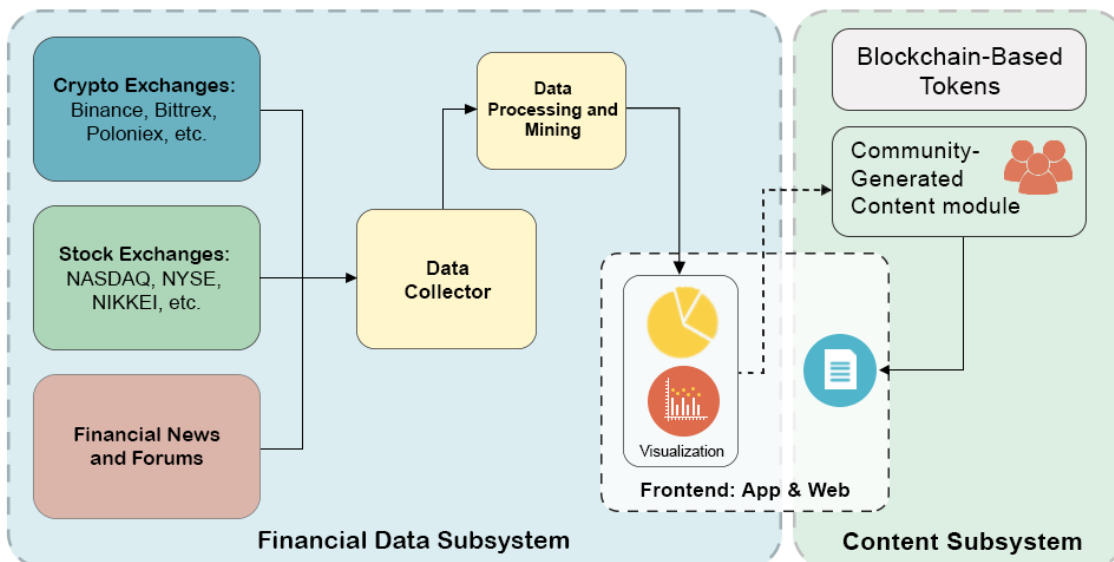 Crypto Exchanges:
Binance, Bittrex,
Poloniex, etc.
Stock Exchanges:
NASDAQ, NYSE,
NIKKEI, etc.
Financial News
and Forums
Data
Collector
Data
Processing and
Mining
Visualization
Frontend: App & Web
Financial Data Subsystem
Blockchain-Based
Tokens
Community-
Generated
Content module
Content Subsystem